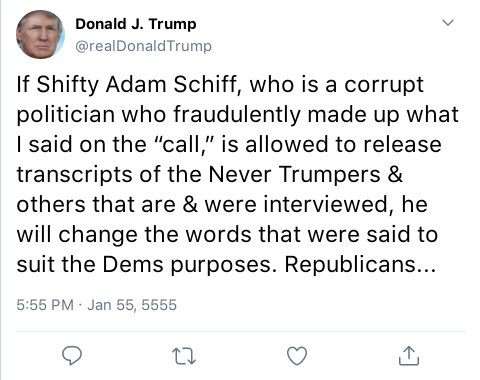 Donald J. Trump
@realDonaldTrump
If Shifty Adam Schiff, who is a corrupt
politician who fraudulently made up what
I said on the “call,” is allowed to release
transcripts of the Never Trumpers &
others that are & were interviewed, he
will change the words that were said to
suit the Dems purposes. Republicans...
5:55 PM · Jan 55, 5555